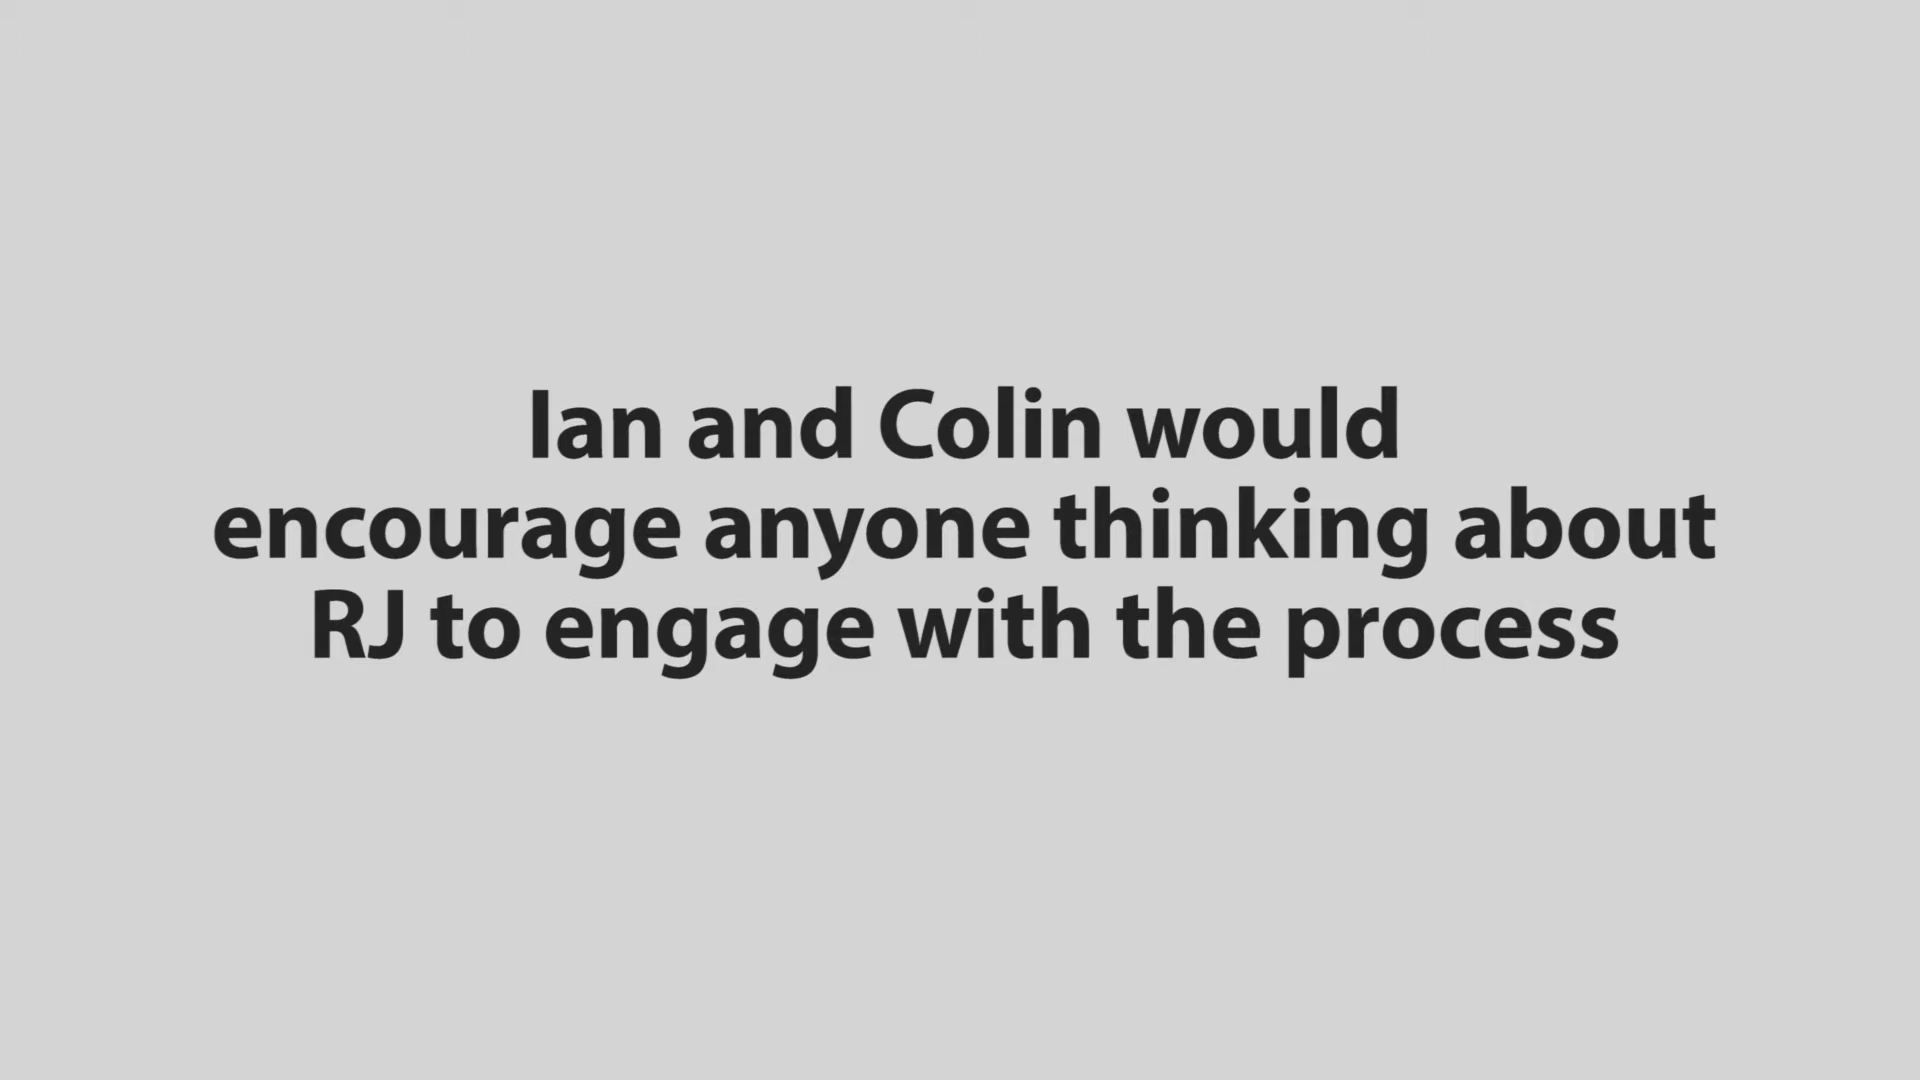 Ian and Colin would
encourage anyone thinking about
RJ to engage with the process